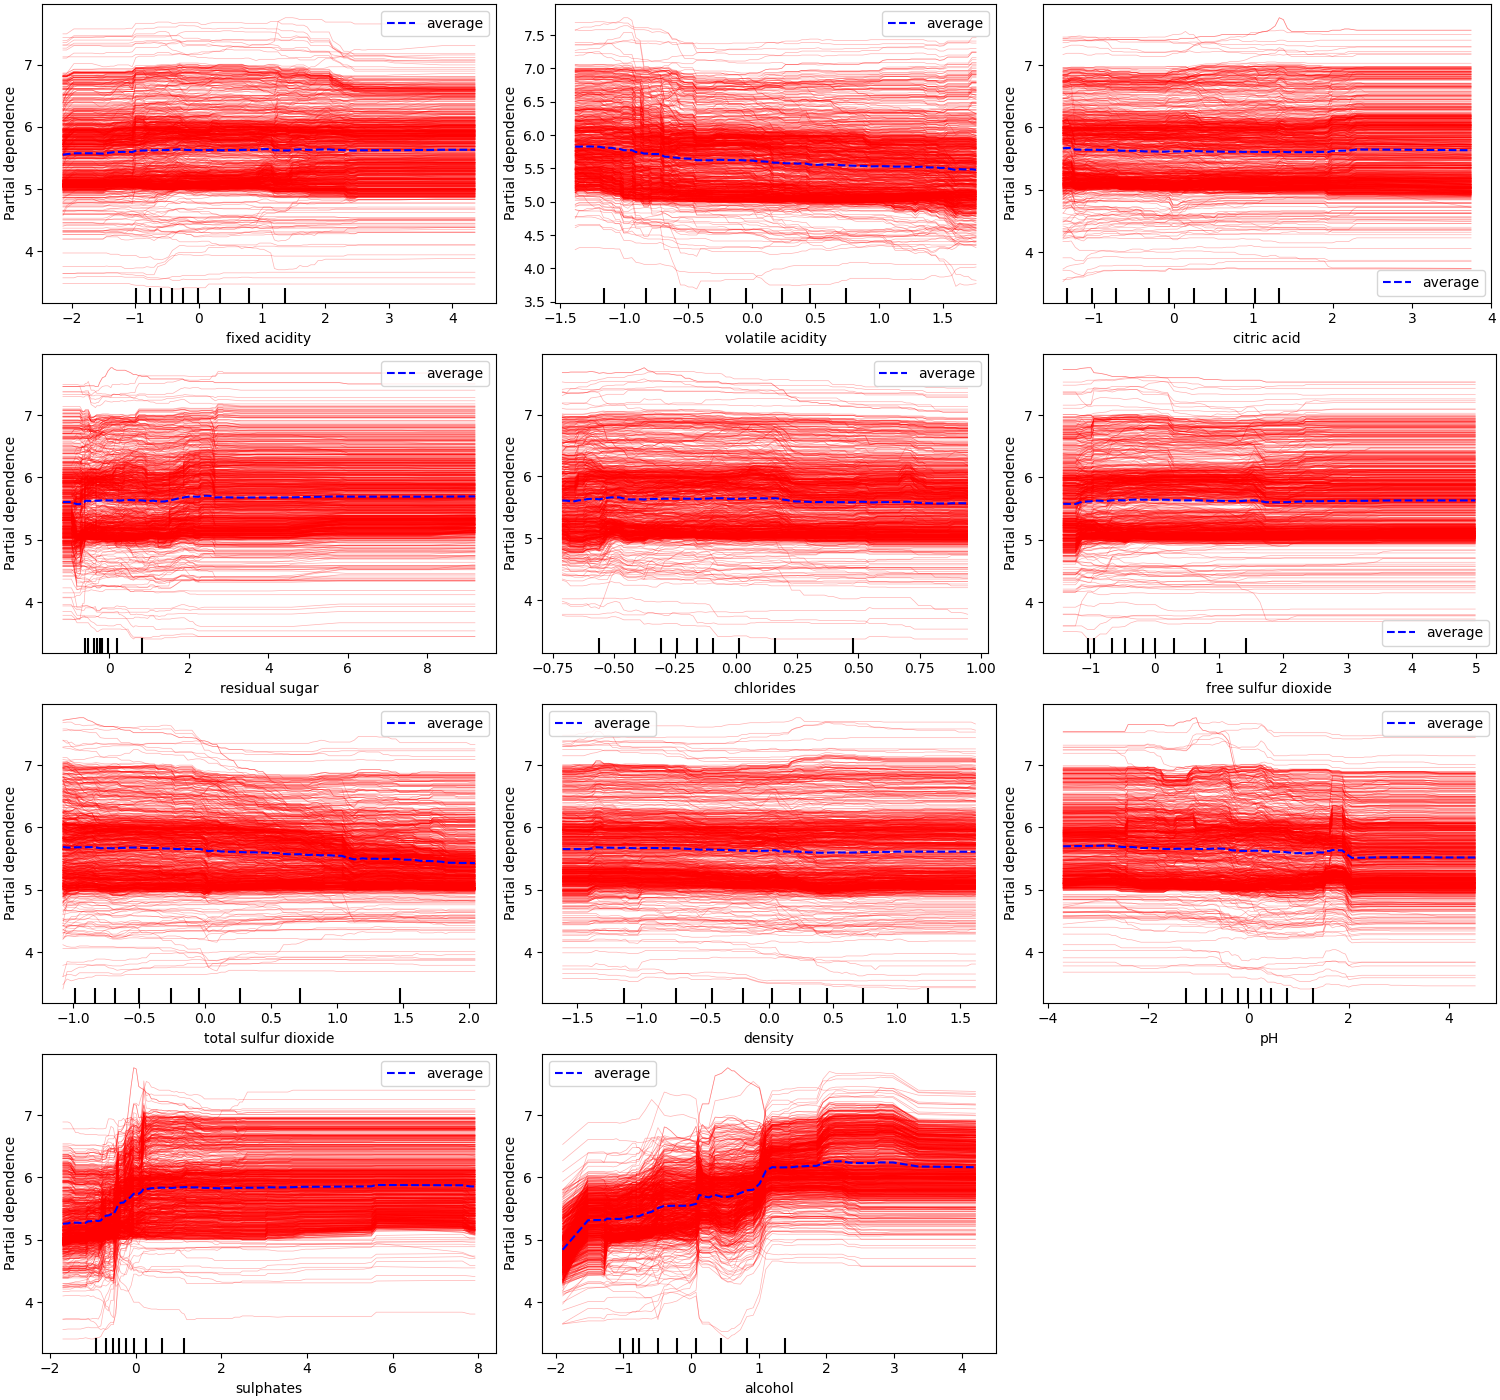 Partial dependence
7
6
5
4
−2 −1 0 1 2 3 4
fixed acidity
average
Partial dependence
7.5
7.0
6.5
6.0
5.5
5.0
4.5
4.0
3.5
−1.5 −1.0 −0.5 0.0 0.5 1.0 1.5
volatile acidity
average
Partial dependence
7
6
5
4
−1 0 1 2 3 4
citric acid
average
Partial dependence
7
6
5
4
0 2 4 6 8
residual sugar
average
Partial dependence
7
6
5
4
−0.75 −0.50 −0.25 0.00 0.25 0.50 0.75 1.00
chlorides
average
Partial dependence
7
6
5
4
−1 0 1 2 3 4 5
free sulfur dioxide
average
Partial dependence
7
6
5
4
−1.0 −0.5 0.0 0.5 1.0 1.5 2.0
total sulfur dioxide
average
Partial dependence
7
6
5
4
−1.5 −1.0 −0.5 0.0 0.5 1.0 1.5
density
average
Partial dependence
7
6
5
4
−4 −2 0 2 4
pH
average
Partial dependence
7
6
5
4
−2 0 2 4 6 8
sulphates
average
Partial dependence
7
6
5
4
−2 −1 0 1 2 3 4
alcohol
average